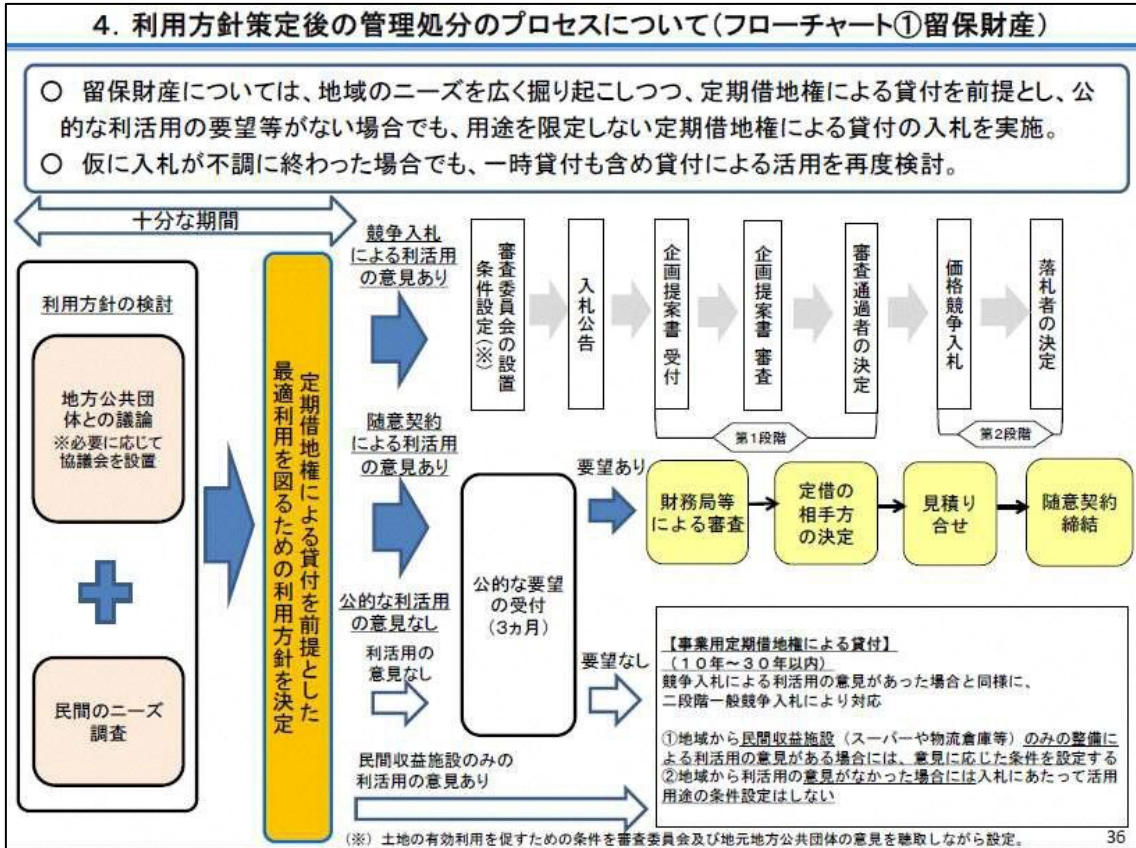 4．利用方針策定後の管理処分のプロセスについて（フローチャート①留保財産）
○ 留保財産については、地域のニーズを広く掘り起こしつつ、定期借地権による貸付を前提とし、公
的な利活用の要望等がない場合でも、用途を限定しない定期借地権による貸付の入札を実施。
○ 仮に入札が不調に終わった場合でも、一時貸付も含め貸付による活用を再度検討。
十分な期間
利用方針の検討
地方公共団
体との議論
※必要に応じて
協議会を設置
民間のニーズ
調査
定期借地権による貸付を前提とした
最適利用を図るための利用方針を決定
競争入札
による利活用
の意見あり
審査委員会の設置
条件設定（※）
入札公告
企画提案書 受付
企画提案書 審査
審査通過者の決定
価格競争入札
落札者の決定
第1段階
第2段階
随意契約
による利活用
の意見あり
公的な要望
の受付
（3ヵ月）
要望あり
財務局等
による審査
定借の
相手方
の決定
見積り
合せ
随意契約
締結
公的な利活用
の意見なし
利活用の
意見なし
要望なし
民間収益施設のみの
利活用の意見あり
【事業用定期借地権による貸付】
（１０年～３０年以内）
競争入札による利活用の意見があった場合と同様に、
二段階一般競争入札により対応
①地域から民間収益施設（スーパーや物流倉庫等）のみの整備に
よる利活用の意見がある場合には、意見に応じた条件を設定する
②地域から利活用の意見がなかった場合には入札にあたって活用
用途の条件設定はしない
（※）土地の有効利用を促すための条件を審査委員会及び地元地方公共団体の意見を聴取しながら設定。
36